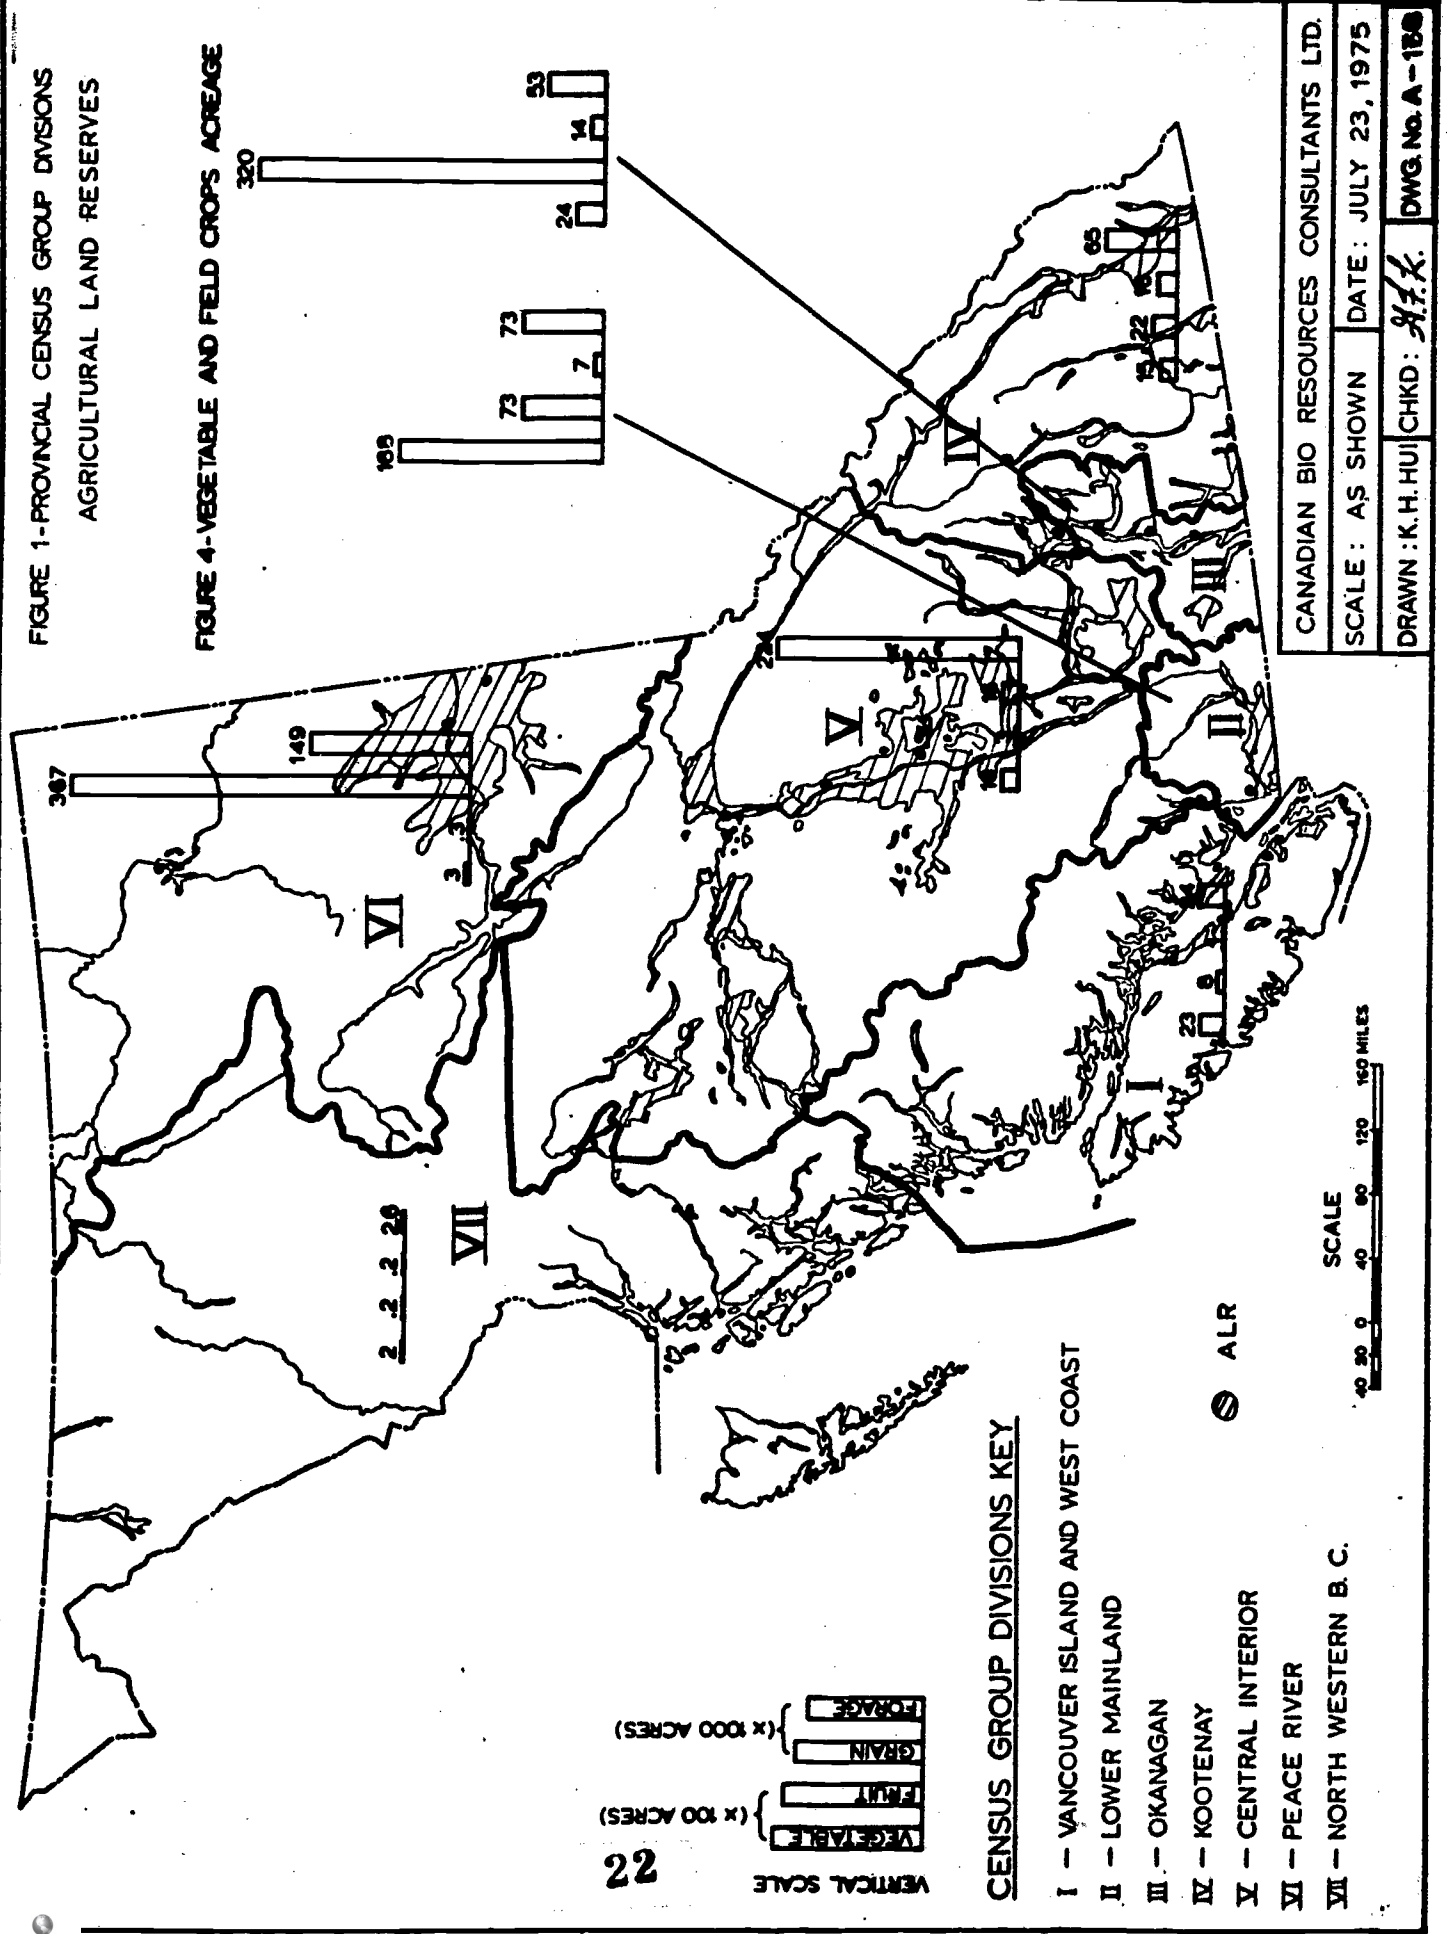 FIGURE 1-PROVINCIAL CENSUS GROUP DIVISIONS
AGRICULTURAL LAND RESERVES
FIGURE 4-VEGETABLE AND FIELD CROPS ACREAGE
367
149
3
.3
VI
2 .2 .2 2.6
VII
73
7
73
320
24
14
53
V
IV
15
22
65
III
II
23
8
I
VERTICAL SCALE
VEGETABLE
FRUIT
GRAIN
FORAGE
(x 100 ACRES)
(x 1000 ACRES)
22
CENSUS GROUP DIVISIONS KEY
I – VANCOUVER ISLAND AND WEST COAST
II – LOWER MAINLAND
III – OKANAGAN
IV – KOOTENAY
V – CENTRAL INTERIOR
VI – PEACE RIVER
VII – NORTH WESTERN B. C.
ALR
SCALE
40 20 0 40 80 120 160 MILES
CANADIAN BIO RESOURCES CONSULTANTS LTD.
SCALE: AS SHOWN DATE: JULY 23, 1975
DRAWN: K. H. HUI CHKD: DWG. No. A-